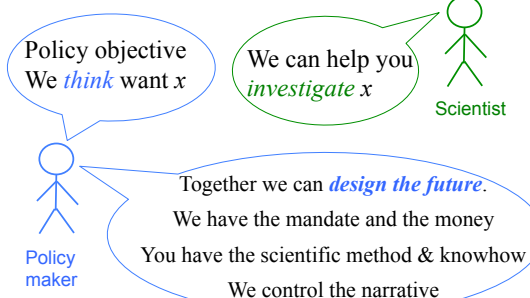 Policy objective
We think want x
We can help you
investigate x
Scientist
Together we can design the future.
We have the mandate and the money
You have the scientific method & knowhow
We control the narrative
Policy
maker